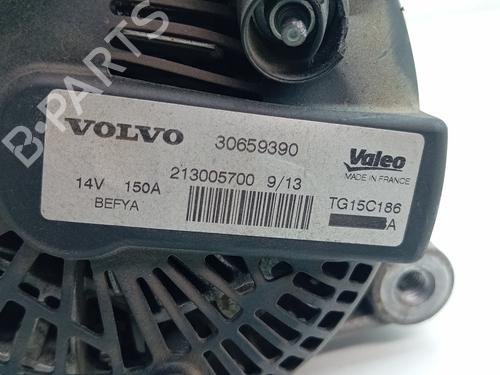 VOLVO 30659390 Valeo
MADE IN FRANCE
14V 150A 213005700 9/13 TG15C186
BEFYA
B-PARTS